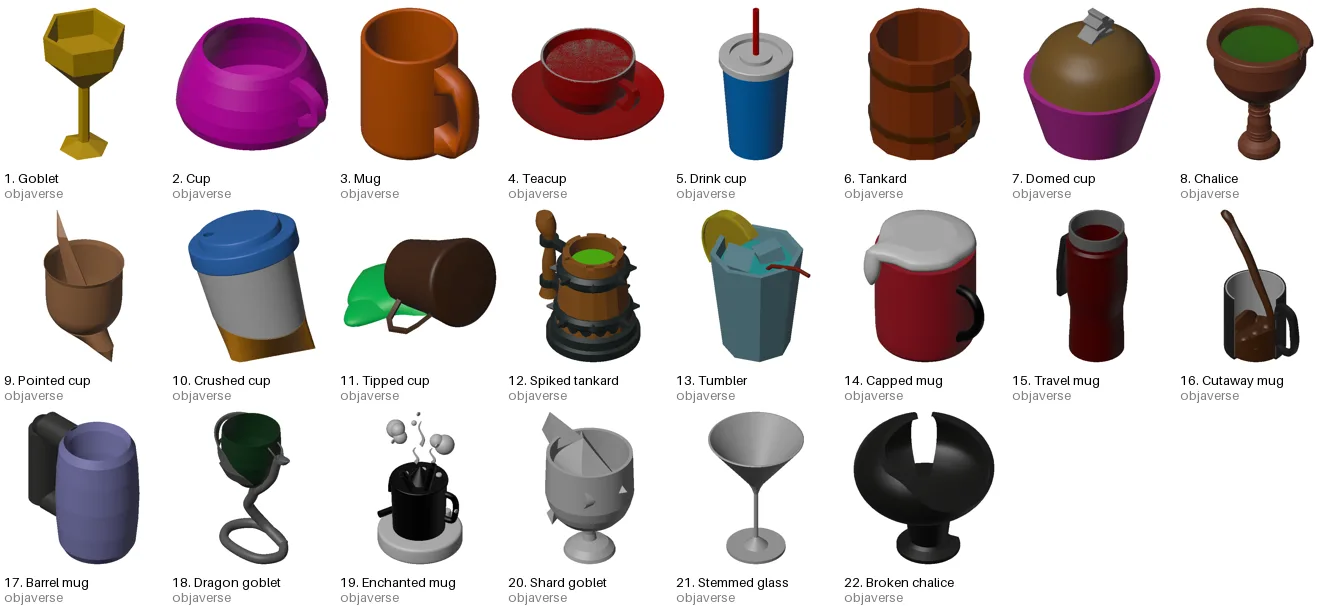 1. Goblet
objaverse
2. Cup
objaverse
3. Mug
objaverse
4. Teacup
objaverse
5. Drink cup
objaverse
6. Tankard
objaverse
7. Domed cup
objaverse
8. Chalice
objaverse
9. Pointed cup
objaverse
10. Crushed cup
objaverse
11. Tipped cup
objaverse
12. Spiked tankard
objaverse
13. Tumbler
objaverse
14. Capped mug
objaverse
15. Travel mug
objaverse
16. Cutaway mug
objaverse
17. Barrel mug
objaverse
18. Dragon goblet
objaverse
19. Enchanted mug
objaverse
20. Shard goblet
objaverse
21. Stemmed glass
objaverse
22. Broken chalice
objaverse